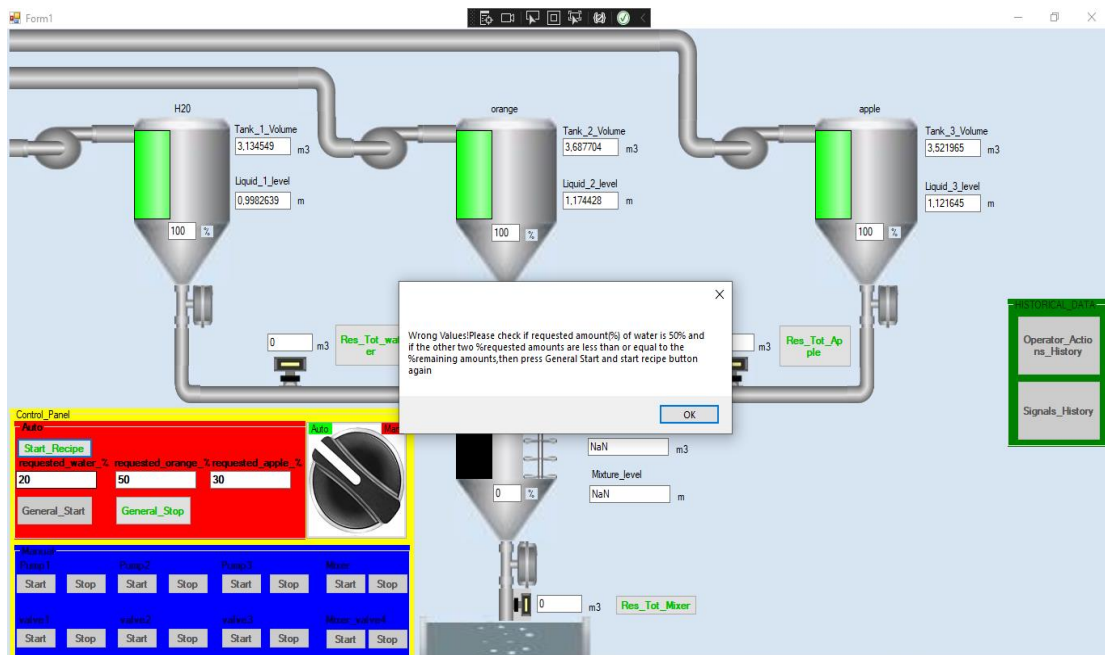 Form1
H20
orange
apple
Tank_1_Volume
3,134549 m3
Tank_2_Volume
3,687704 m3
Tank_3_Volume
3,521965 m3
Liquid_1_level
0,9982639 m
Liquid_2_level
1,174428 m
Liquid_3_level
1,121645 m
100 %
100 %
100 %
Wrong Values!Please check if requested amount(%) of water is 50% and
if the other two %requested amounts are less than or equal to the
%remaining amounts,then press General Start and start recipe button
again
OK
0 m3
Res_Tot_wat
er
m3
Res_Tot_Ap
ple
HISTORICAL_DATA
Operator_Actio
ns_History
Signals_History
Control_Panel
Auto
Start_Recipe
requested_water_% requested_orange_% requested_apple_%
20 50 30
General_Start General_Stop
Auto
Man
NaN m3
Mixture_level
NaN m
0 %
Manual
Pump1 Pump2 Pump3 Mixer
Start Stop Start Stop Start Stop Start Stop
valve1 valve2 valve3 Mixer_valve4
Start Stop Start Stop Start Stop Start Stop
0 m3 Res_Tot_Mixer